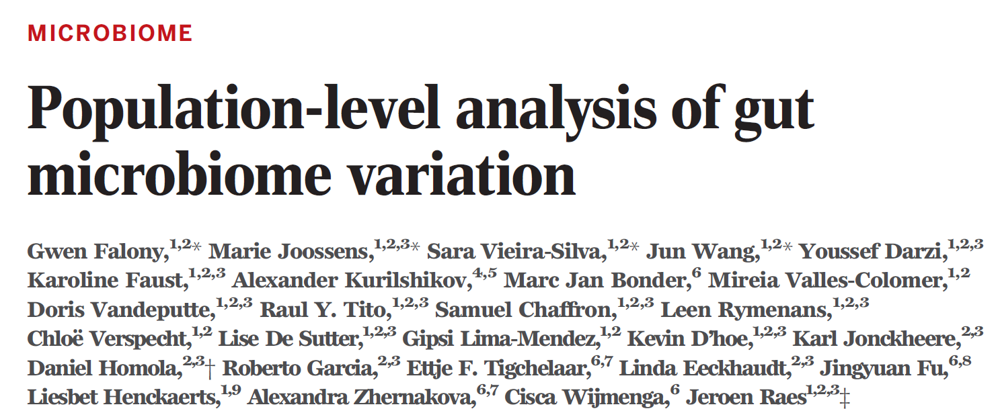 MICROBIOME
Population-level analysis of gut
microbiome variation
Gwen Falony,1,2* Marie Joossens,1,2,3* Sara Vieira-Silva,1,2* Jun Wang,1,2* Youssef Darzi,1,2,3
Karoline Faust,1,2,3 Alexander Kurilshikov,4,5 Marc Jan Bonder,6 Mireia Valles-Colomer,1,2
Doris Vandeputte,1,2,3 Raul Y. Tito,1,2,3 Samuel Chaffron,1,2,3 Leen Rymenans,1,2,3
Chloë Verspecht,1,2 Lise De Sutter,1,2,3 Gipsi Lima-Mendez,1,2 Kevin D’hoe,1,2,3 Karl Jonckheere,2,3
Daniel Homola,2,3† Roberto Garcia,2,3 Ettje F. Tigchelaar,6,7 Linda Eeckhaudt,2,3 Jingyuan Fu,6,8
Liesbet Henckaerts,1,9 Alexandra Zhernakova,6,7 Cisca Wijmenga,6 Jeroen Raes1,2,3‡